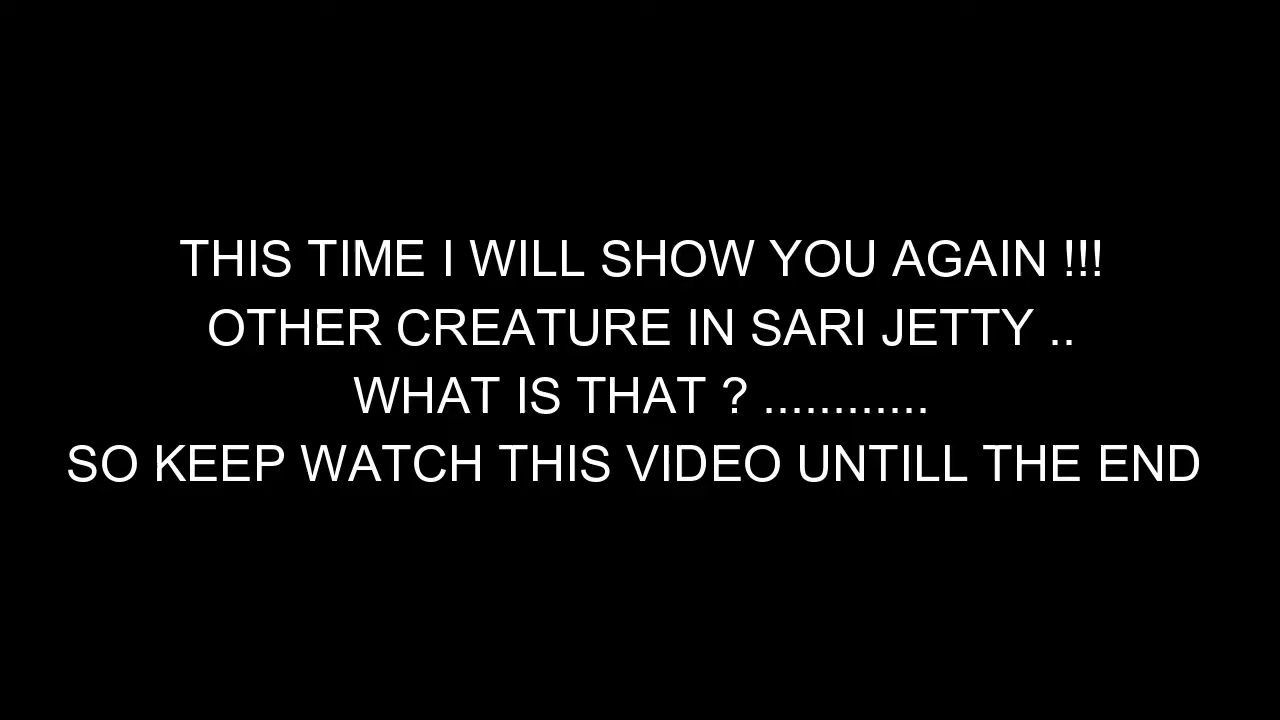 THIS TIME I WILL SHOW YOU AGAIN !!!
OTHER CREATURE IN SARI JETTY ..
WHAT IS THAT ? ............
SO KEEP WATCH THIS VIDEO UNTILL THE END